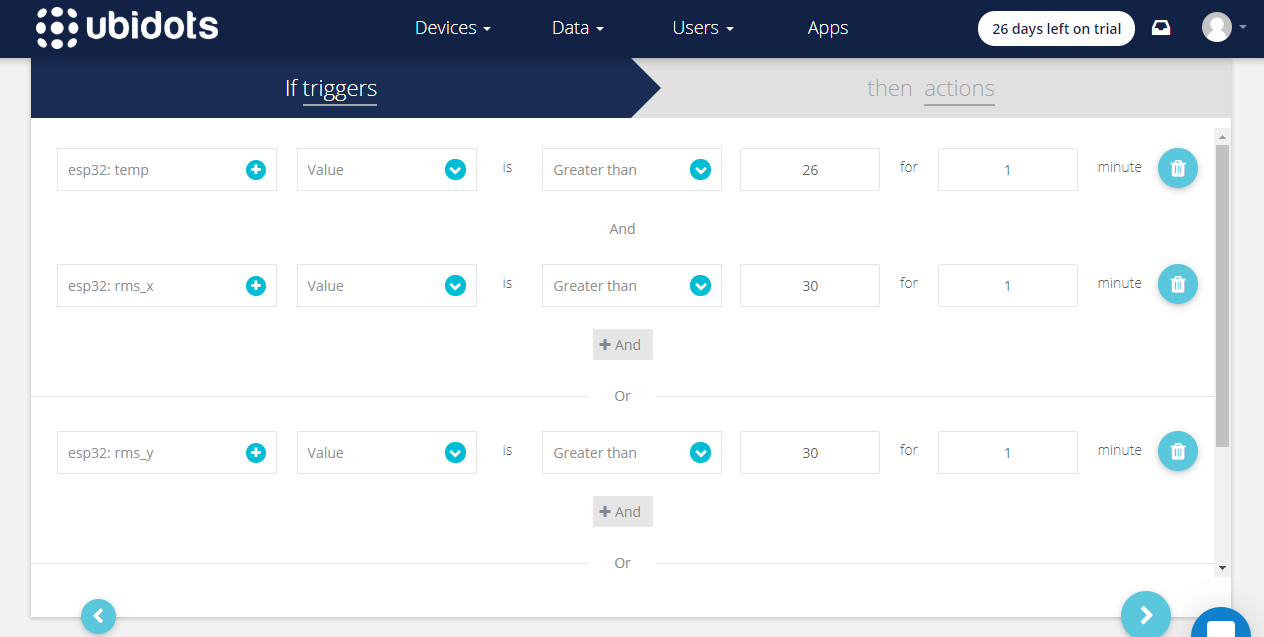 ubidots Devices Data Users Apps 26 days left on trial
If triggers then actions
esp32: temp Value is Greater than 26 for 1 minute
And
esp32: rms_x Value is Greater than 30 for 1 minute
+ And
Or
esp32: rms_y Value is Greater than 30 for 1 minute
+ And
Or